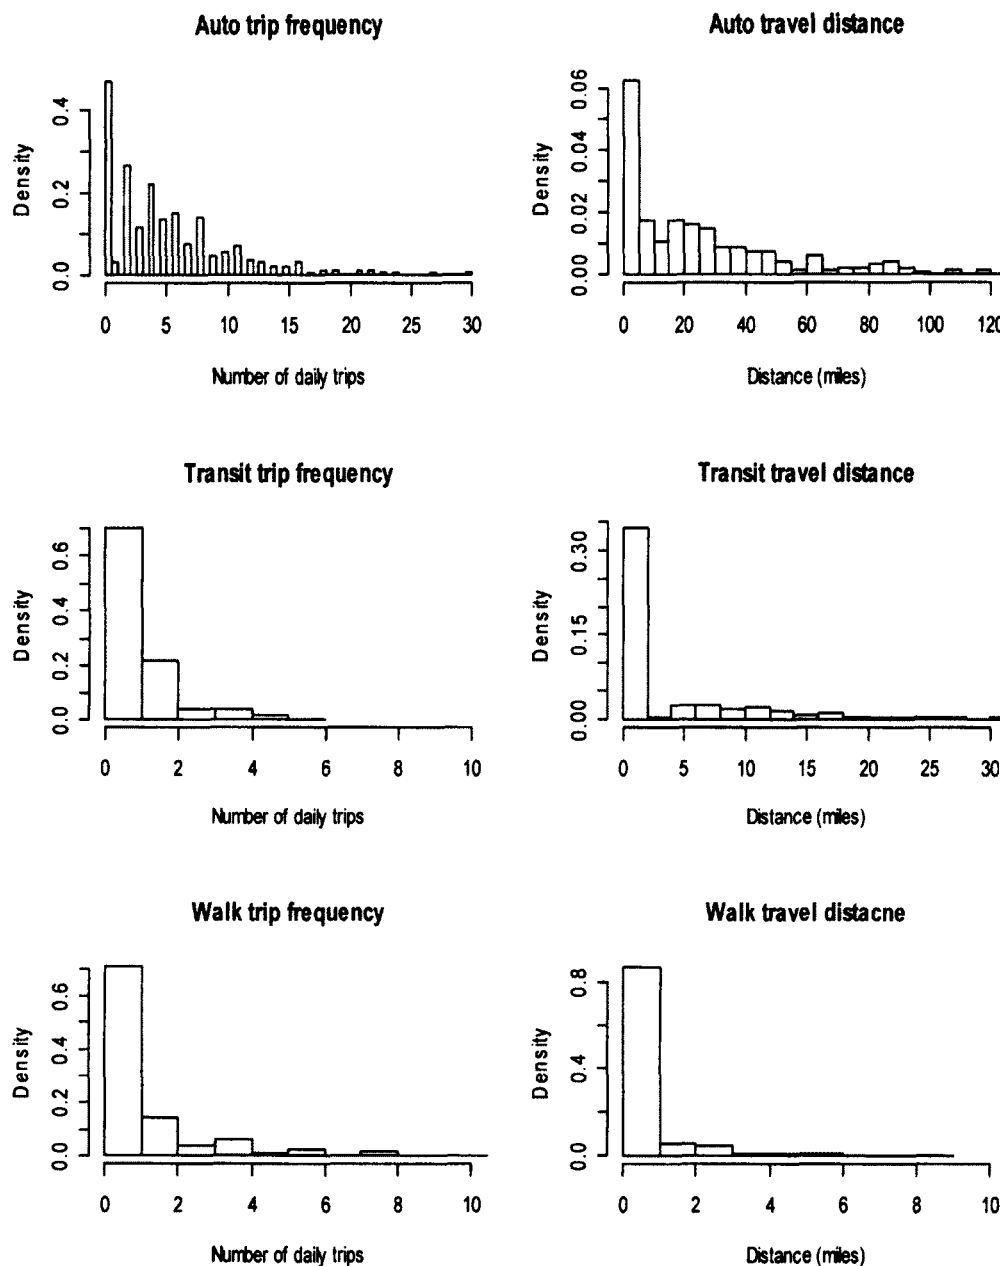 Auto trip frequency
Density
0.0 0.2 0.4
0 5 10 15 20 25 30
Number of daily trips
Auto travel distance
Density
0.00 0.02 0.04 0.06
0 20 40 60 80 100 120
Distance (miles)
Transit trip frequency
Density
0.0 0.2 0.4 0.6
0 2 4 6 8 10
Number of daily trips
Transit travel distance
Density
0.00 0.15 0.30
0 5 10 15 20 25 30
Distance (miles)
Walk trip frequency
Density
0.0 0.2 0.4 0.6
0 2 4 6 8 10
Number of daily trips
Walk travel distacne
Density
0.0 0.4 0.8
0 2 4 6 8 10
Distance (miles)